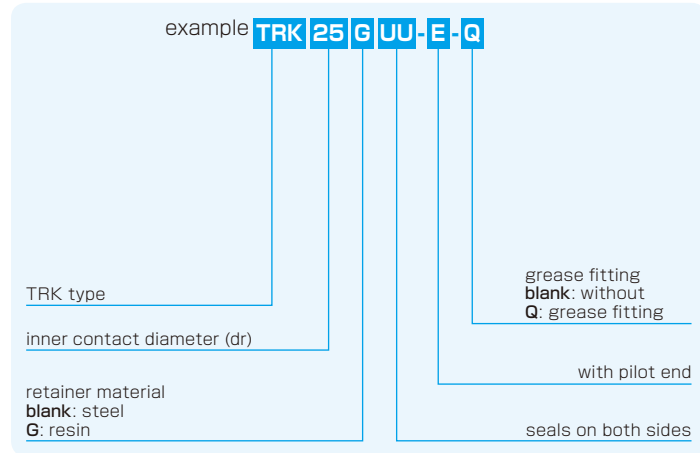 example TRK 25 G UU - E - Q
TRK type
inner contact diameter (dr)
retainer material
blank: steel
G: resin
grease fitting
blank: without
Q: grease fitting
with pilot end
seals on both sides